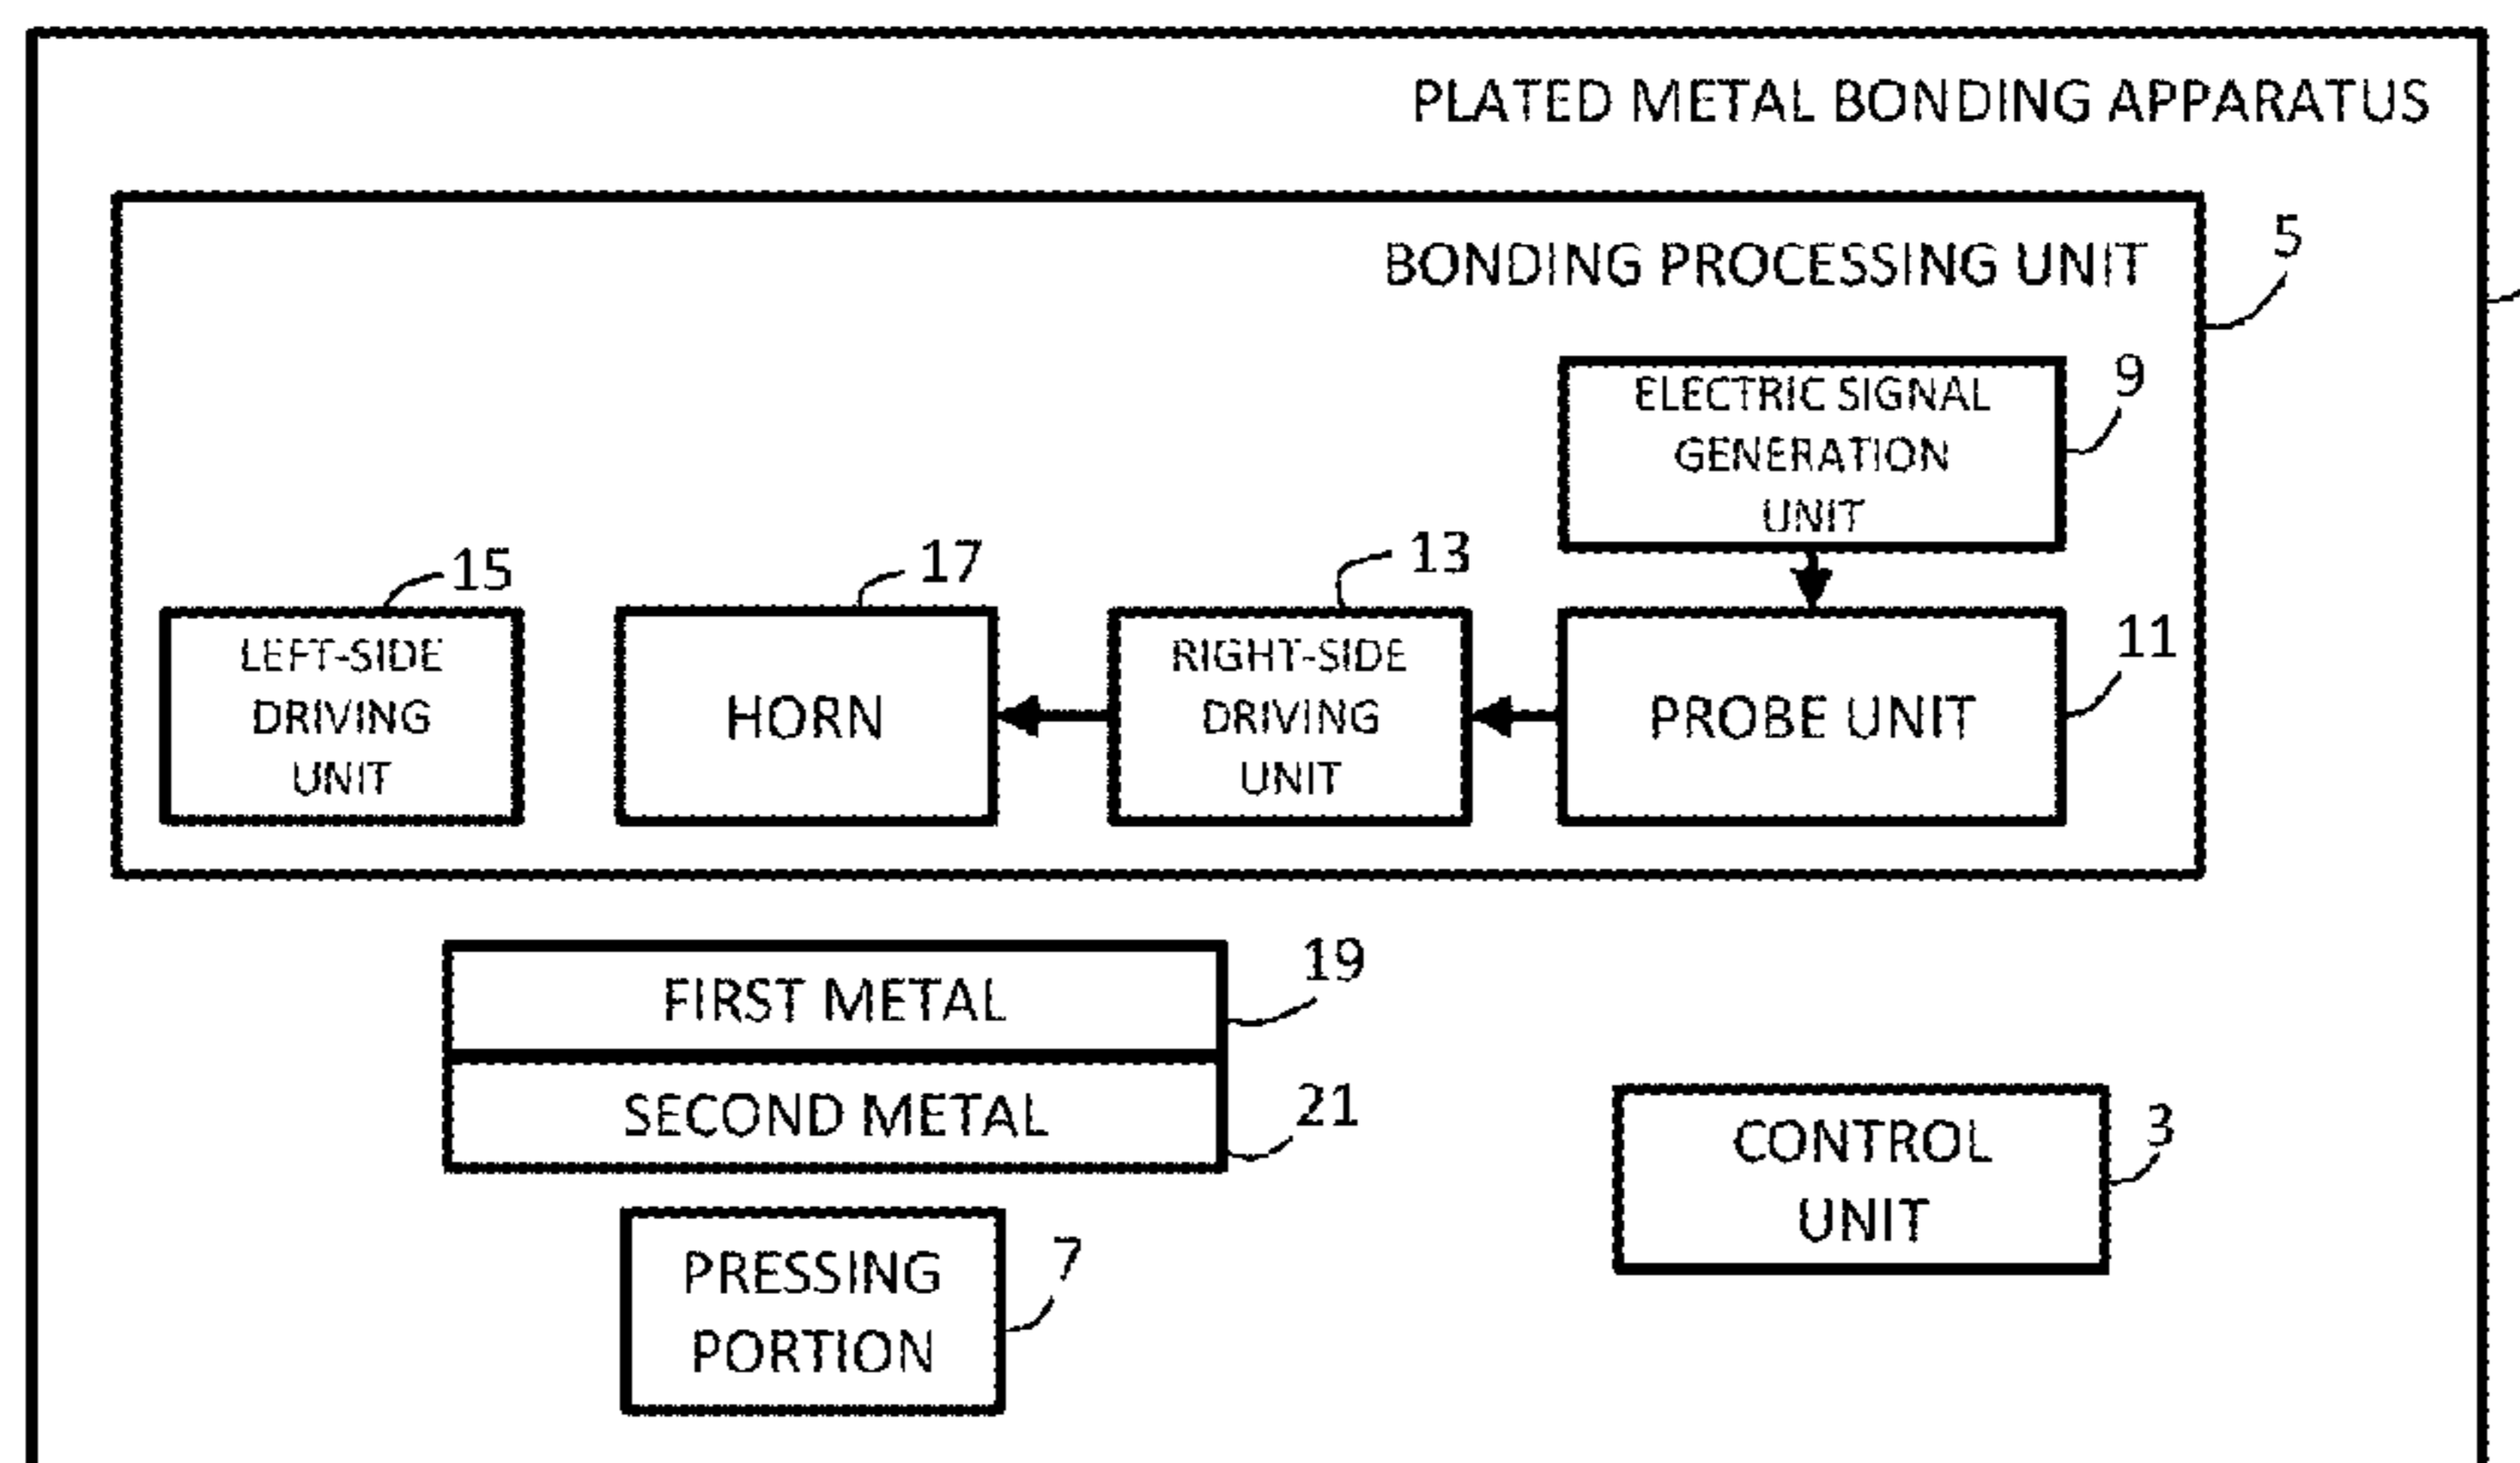 PLATED METAL BONDING APPARATUS
BONDING PROCESSING UNIT
5
ELECTRIC SIGNAL
GENERATION
UNIT
9
15
17
13
LEFT-SIDE
DRIVING
UNIT
HORN
RIGHT-SIDE
DRIVING
UNIT
PROBE UNIT
11
FIRST METAL
19
SECOND METAL
21
CONTROL
UNIT
3
PRESSING
PORTION
7